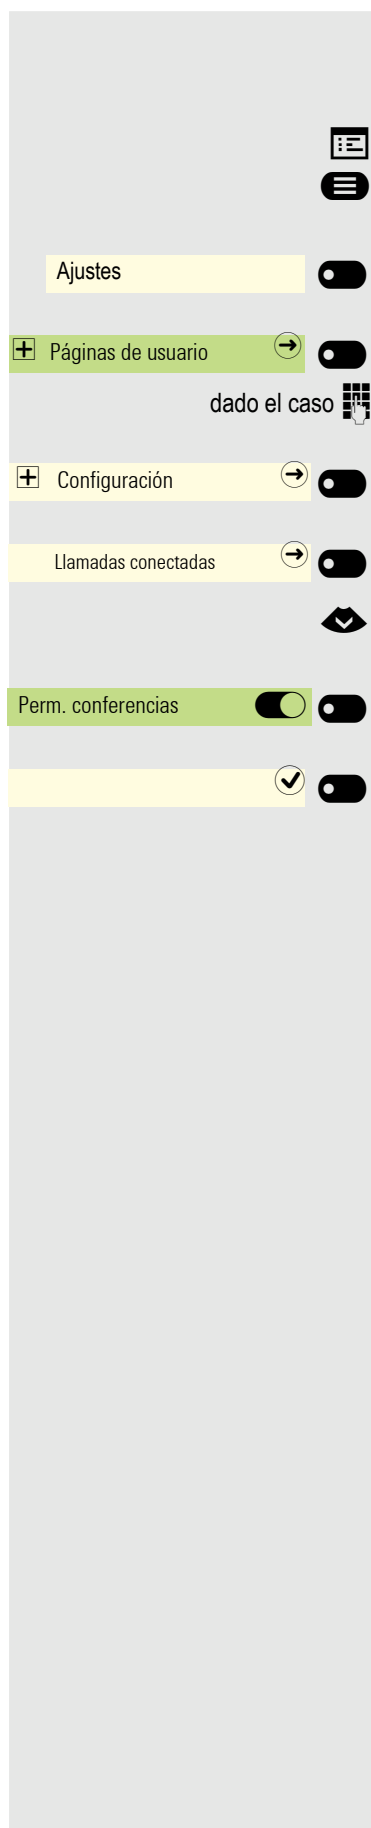 Ajustes
Páginas de usuario
dado el caso
Configuración
Llamadas conectadas
Perm. conferencias